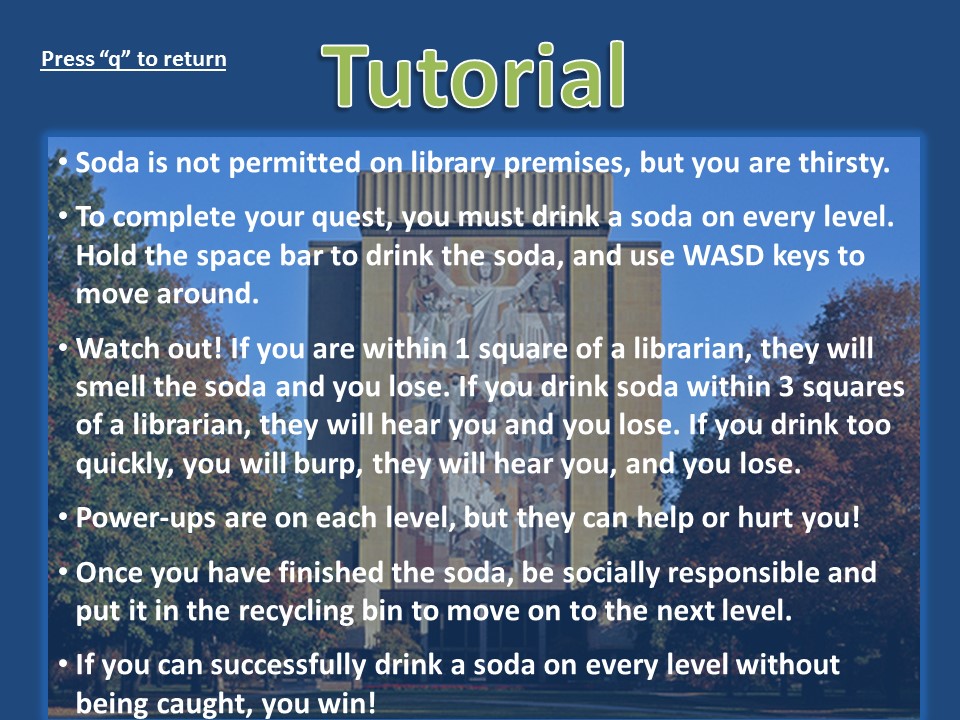 Press “q” to return
Tutorial
• Soda is not permitted on library premises, but you are thirsty.
• To complete your quest, you must drink a soda on every level.
Hold the space bar to drink the soda, and use WASD keys to
move around.
• Watch out! If you are within 1 square of a librarian, they will
smell the soda and you lose. If you drink soda within 3 squares
of a librarian, they will hear you and you lose. If you drink too
quickly, you will burp, they will hear you, and you lose.
• Power-ups are on each level, but they can help or hurt you!
• Once you have finished the soda, be socially responsible and
put it in the recycling bin to move on to the next level.
• If you can successfully drink a soda on every level without
being caught, you win!